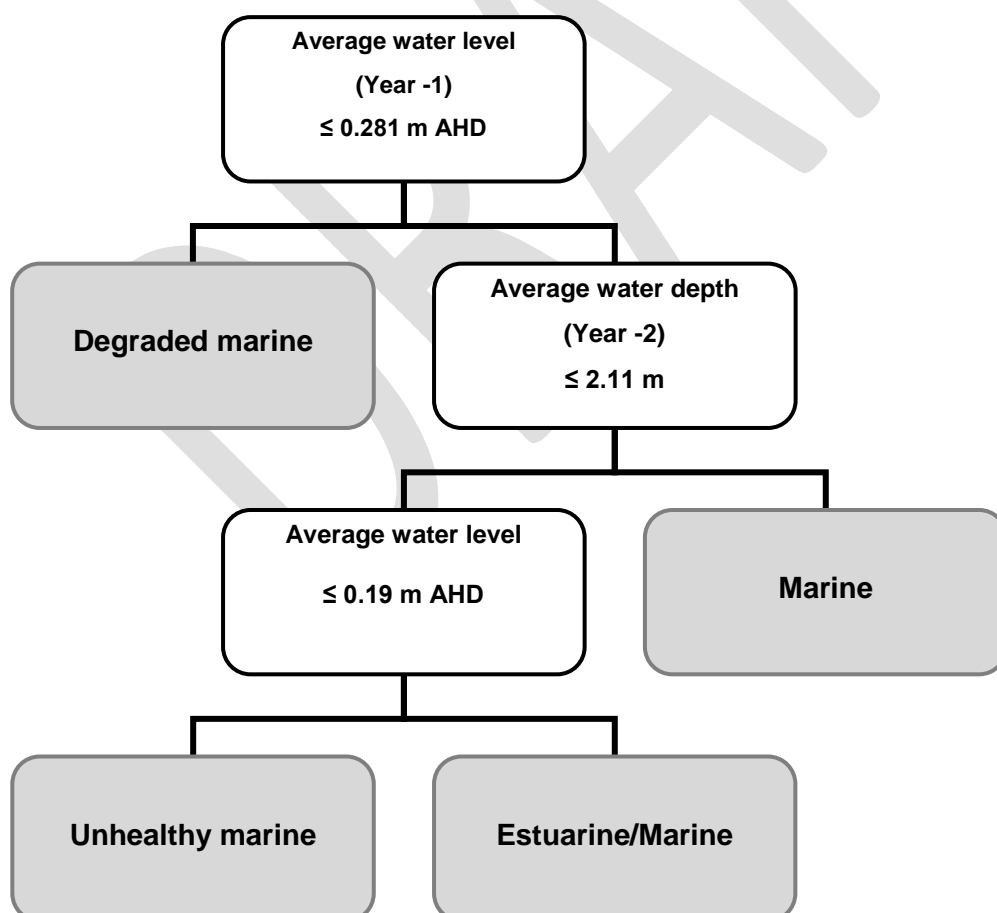 Average water level
(Year -1)
≤ 0.281 m AHD
Degraded marine
Average water depth
(Year -2)
≤ 2.11 m
Average water level
≤ 0.19 m AHD
Marine
Unhealthy marine
Estuarine/Marine